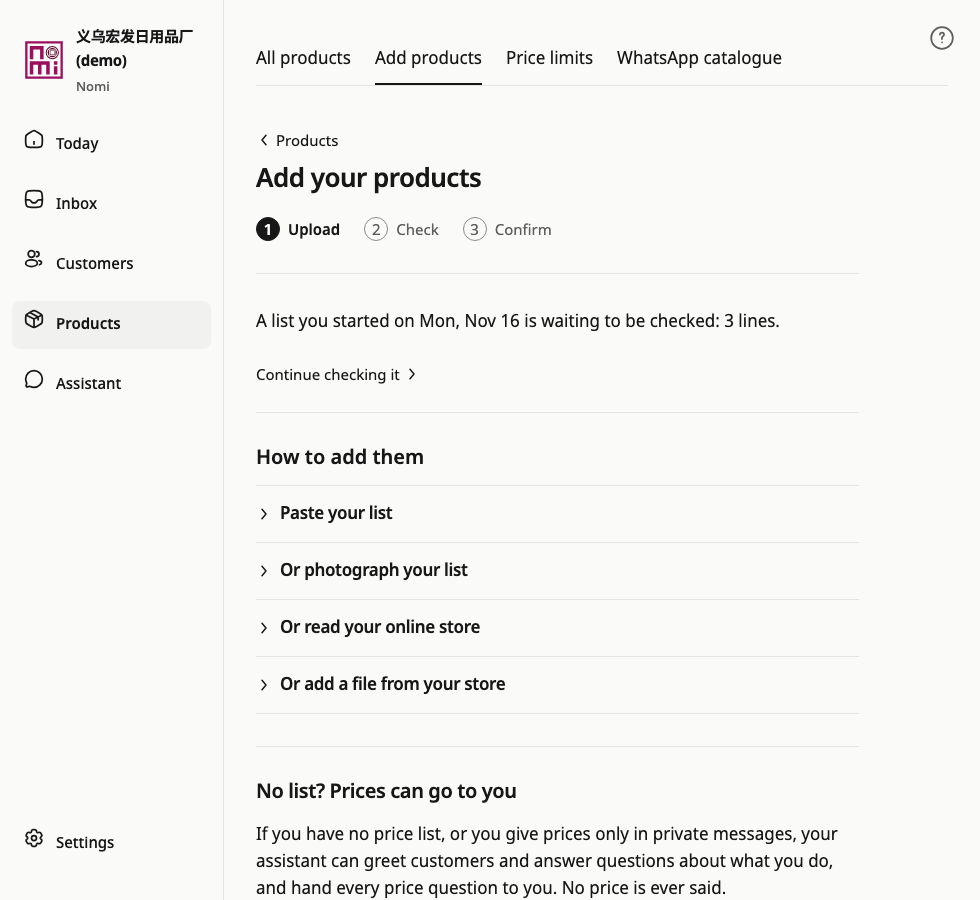 义乌宏发日用品厂
(demo)
Nomi
nomi
Today
Inbox
Customers
Products
Assistant
Settings
All products
Add products
Price limits
WhatsApp catalogue
?
Products
Add your products
1 Upload
2 Check
3 Confirm
A list you started on Mon, Nov 16 is waiting to be checked: 3 lines.
Continue checking it
How to add them
Paste your list
Or photograph your list
Or read your online store
Or add a file from your store
No list? Prices can go to you
If you have no price list, or you give prices only in private messages, your
assistant can greet customers and answer questions about what you do,
and hand every price question to you. No price is ever said.